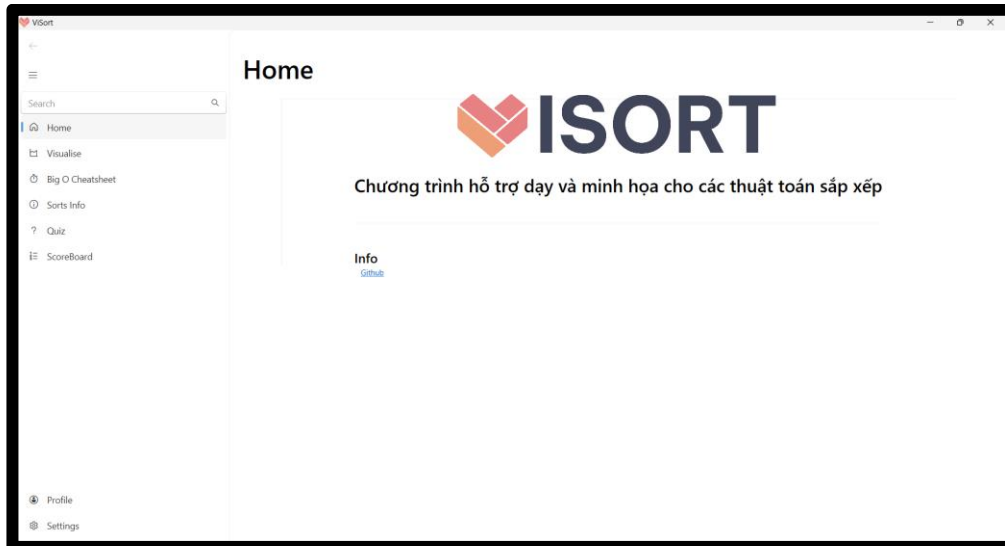 ViSort
Home
Search
Home
ISORT
Visualise
Big O Cheatsheet
Chương trình hỗ trợ dạy và minh họa cho các thuật toán sắp xếp
Sorts Info
Quiz
ScoreBoard
Info
Github
Profile
Settings